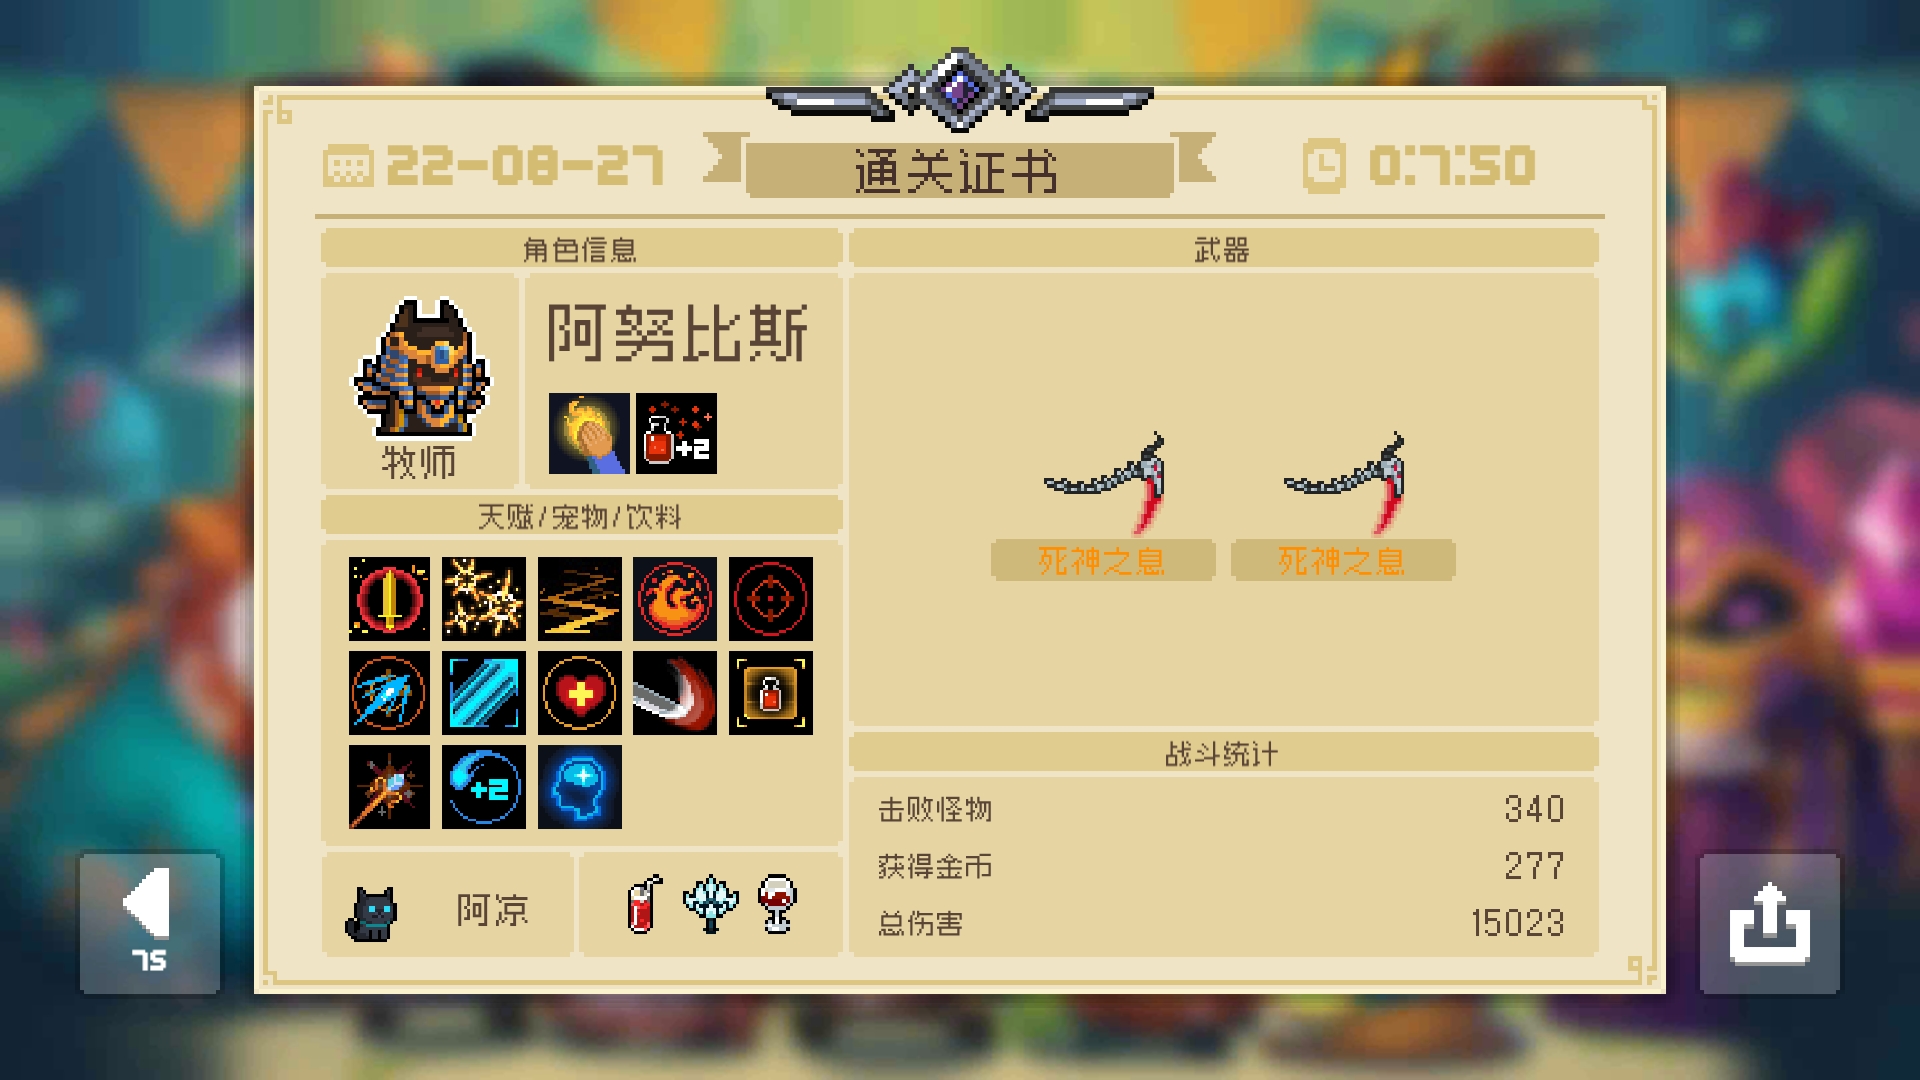 22-08-27
通关证书
0:7:50
角色信息
武器
阿努比斯
+2
牧师
死神之息
死神之息
天赋/宠物/饮料
+2
战斗统计
击败怪物 340
获得金币 277
总伤害 15023
阿凉
7S